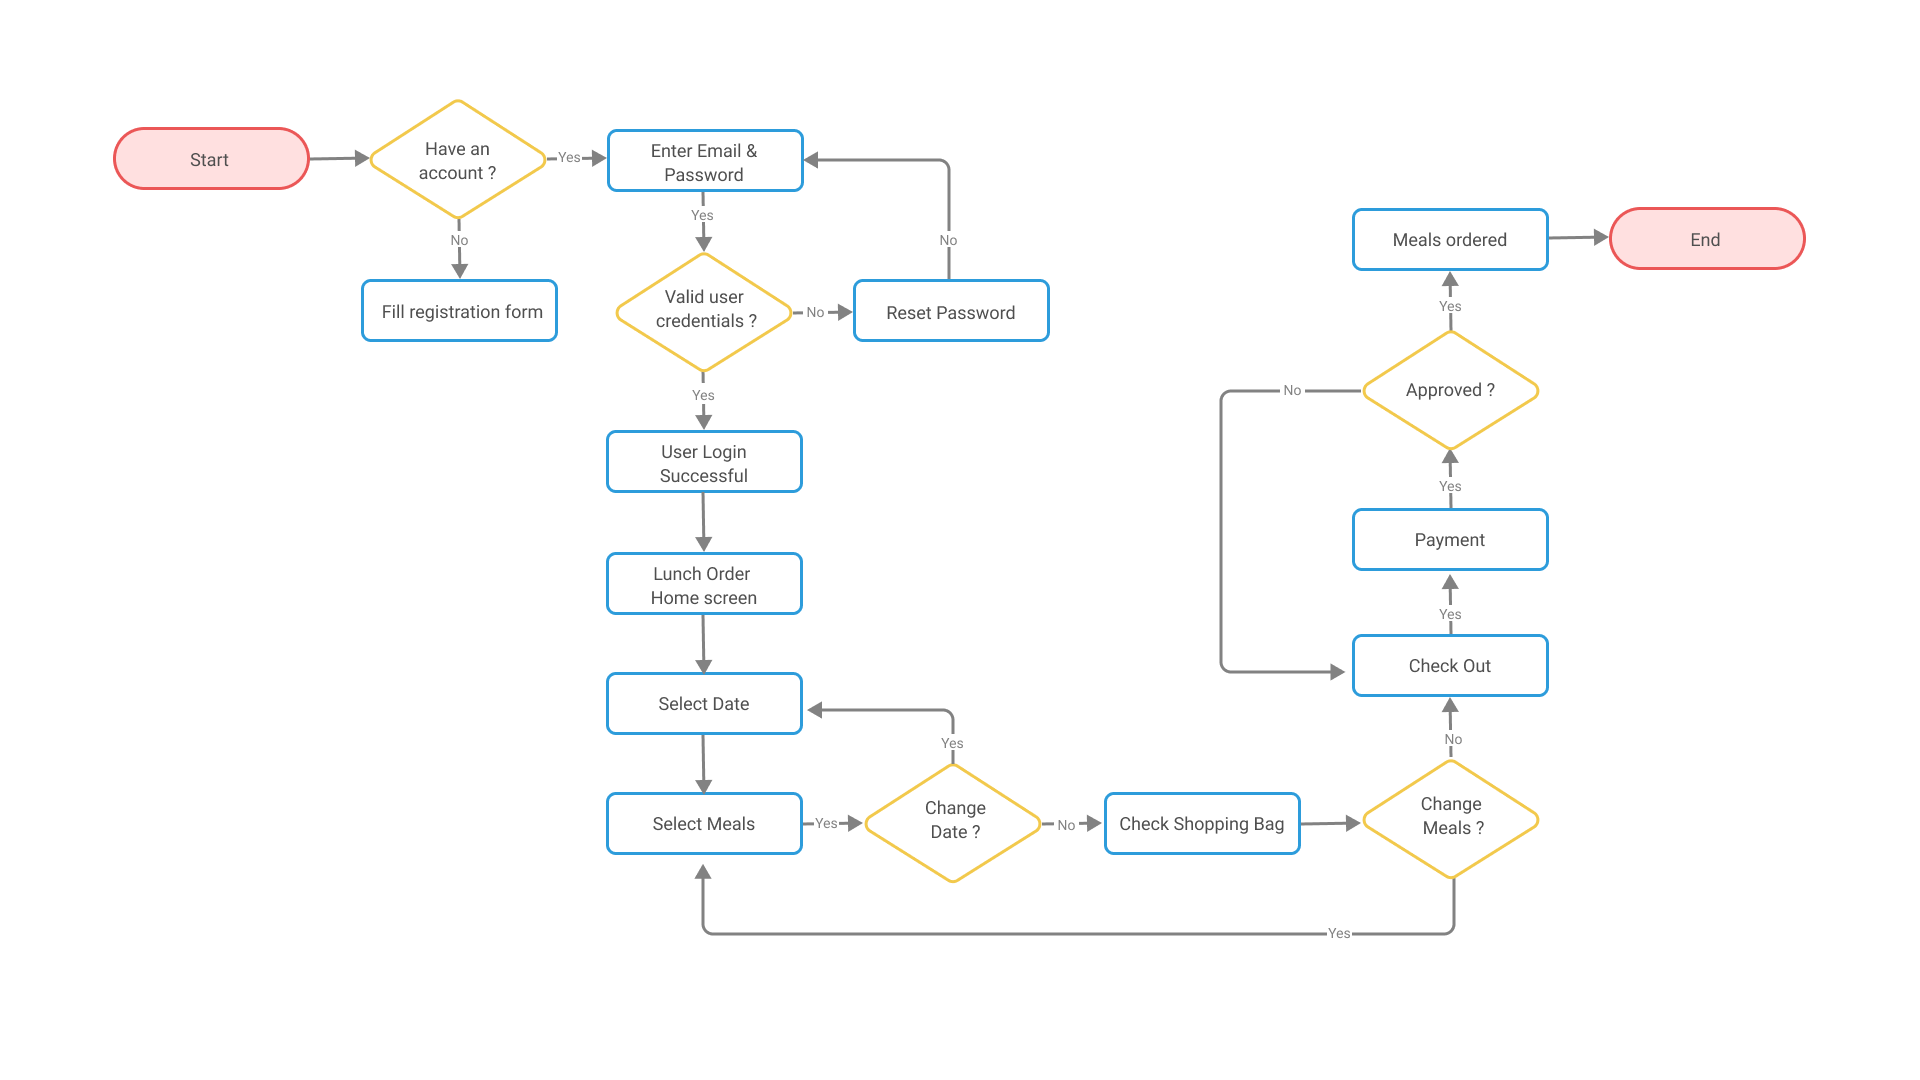 Start
Have an
account ?
Yes
Enter Email &
Password
No
Fill registration form
Yes
No
Valid user
credentials ?
No
Reset Password
Yes
User Login
Successful
Lunch Order
Home screen
Select Date
Select Meals
Yes
Change
Date ?
Yes
No
Check Shopping Bag
Change
Meals ?
Yes
No
Check Out
Yes
Payment
Yes
Approved ?
No
Yes
Meals ordered
End